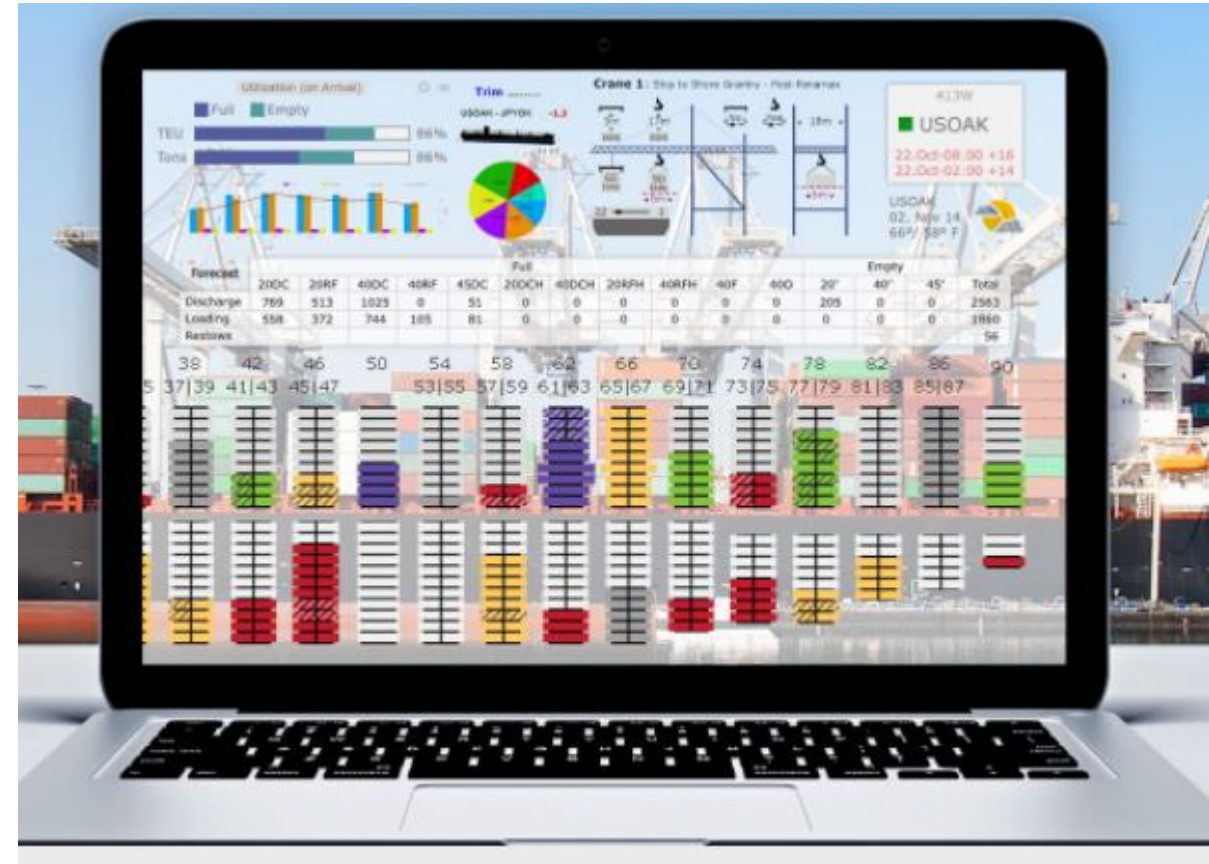 Utilization (on Arrival)
Full Empty
TEU 86%
Tons 86%
Trim
USOAK - JPYOK -1.3
Crane 1: Ship to Shore Gantry - Post-Panamax
18m
413W
USOAK
22.Oct-08:00 +16
22.Oct-02:00 +14
USOAK
02. Nov 14
66°/ 58° F
Forecast Full Empty
20DC 20RF 40DC 40RF 45DC 20DCH 40DCH 20RFH 40RFH 40F 40O 20' 40' 45' Total
Discharge 769 513 1025 0 51 0 0 0 0 0 0 205 0 0 2563
Loading 558 372 744 105 81 0 0 0 0 0 0 0 0 0 1860
Restows 56
38 42 46 50 54 58 62 66 70 74 78 82 86 90
5 37|39 41|43 45|47 53|55 57|59 61|63 65|67 69|71 73|75 77|79 81|83 85|87